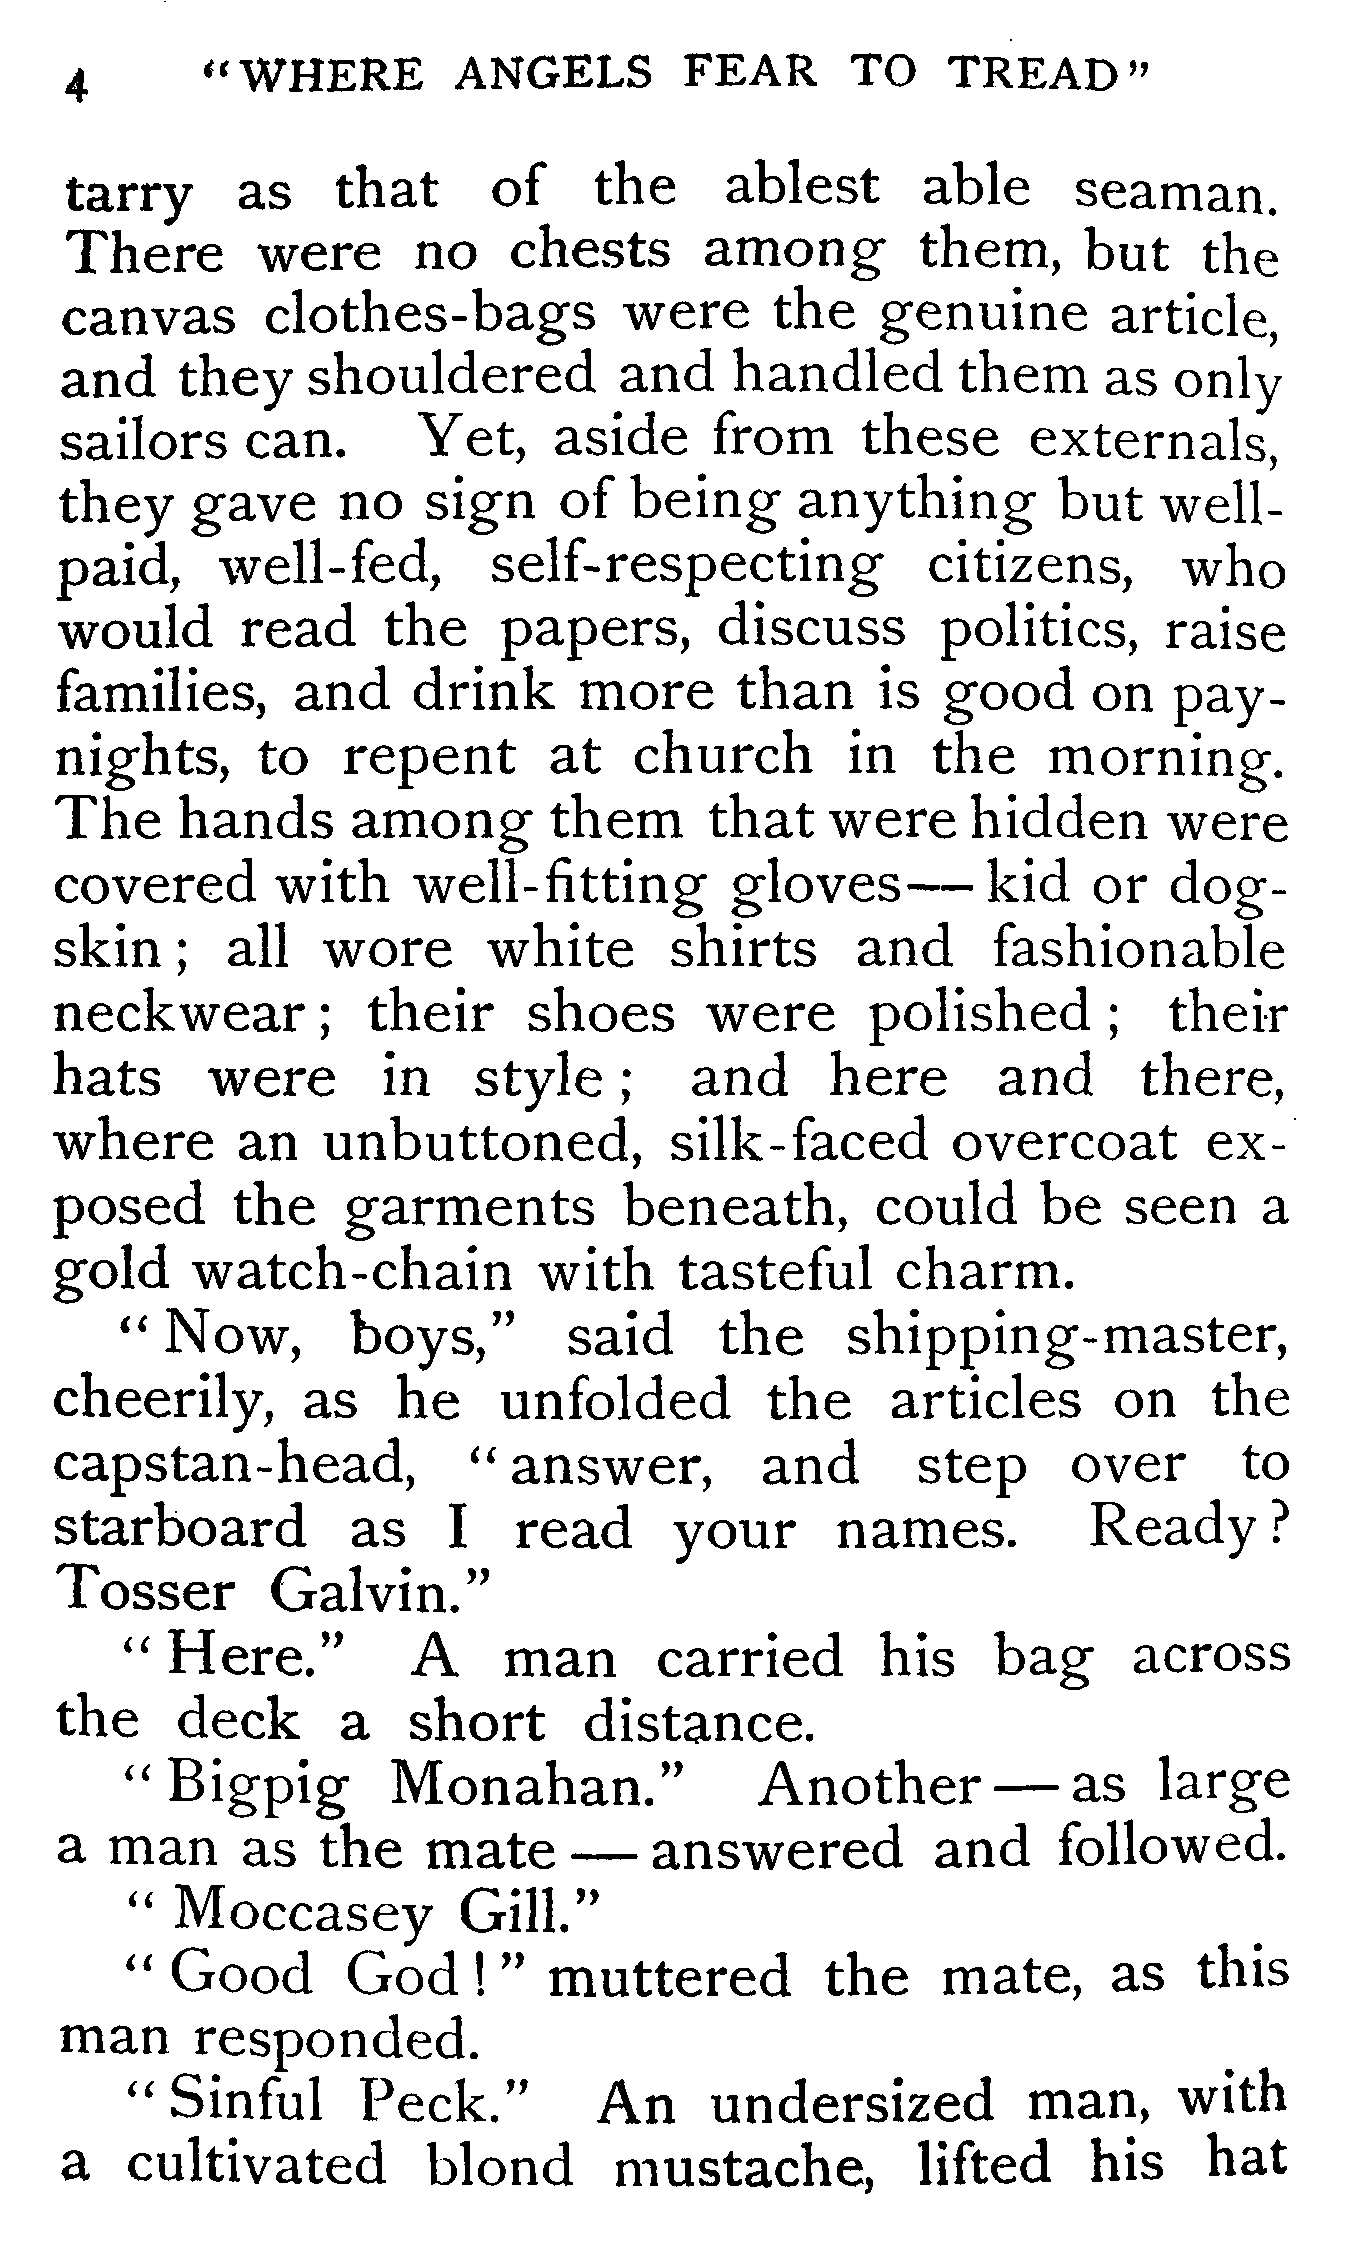 4 "WHERE ANGELS FEAR TO TREAD"
tarry as that of the ablest able seaman.
There were no chests among them, but the
canvas clothes-bags were the genuine article,
and they shouldered and handled them as only
sailors can. Yet, aside from these externals,
they gave no sign of being anything but well-
paid, well-fed, self-respecting citizens, who
would read the papers, discuss politics, raise
families, and drink more than is good on pay-
nights, to repent at church in the morning.
The hands among them that were hidden were
covered with well-fitting gloves—kid or dog-
skin; all wore white shirts and fashionable
neckwear; their shoes were polished; their
hats were in style; and here and there,
where an unbuttoned, silk-faced overcoat ex-
posed the garments beneath, could be seen a
gold watch-chain with tasteful charm.
"Now, boys," said the shipping-master,
cheerily, as he unfolded the articles on the
capstan-head, "answer, and step over to
starboard as I read your names. Ready?
Tosser Galvin."
"Here." A man carried his bag across
the deck a short distance.
"Bigpig Monahan." Another — as large
a man as the mate — answered and followed.
"Moccasey Gill."
"Good God!" muttered the mate, as this
man responded.
"Sinful Peck." An undersized man, with
a cultivated blond mustache, lifted his hat